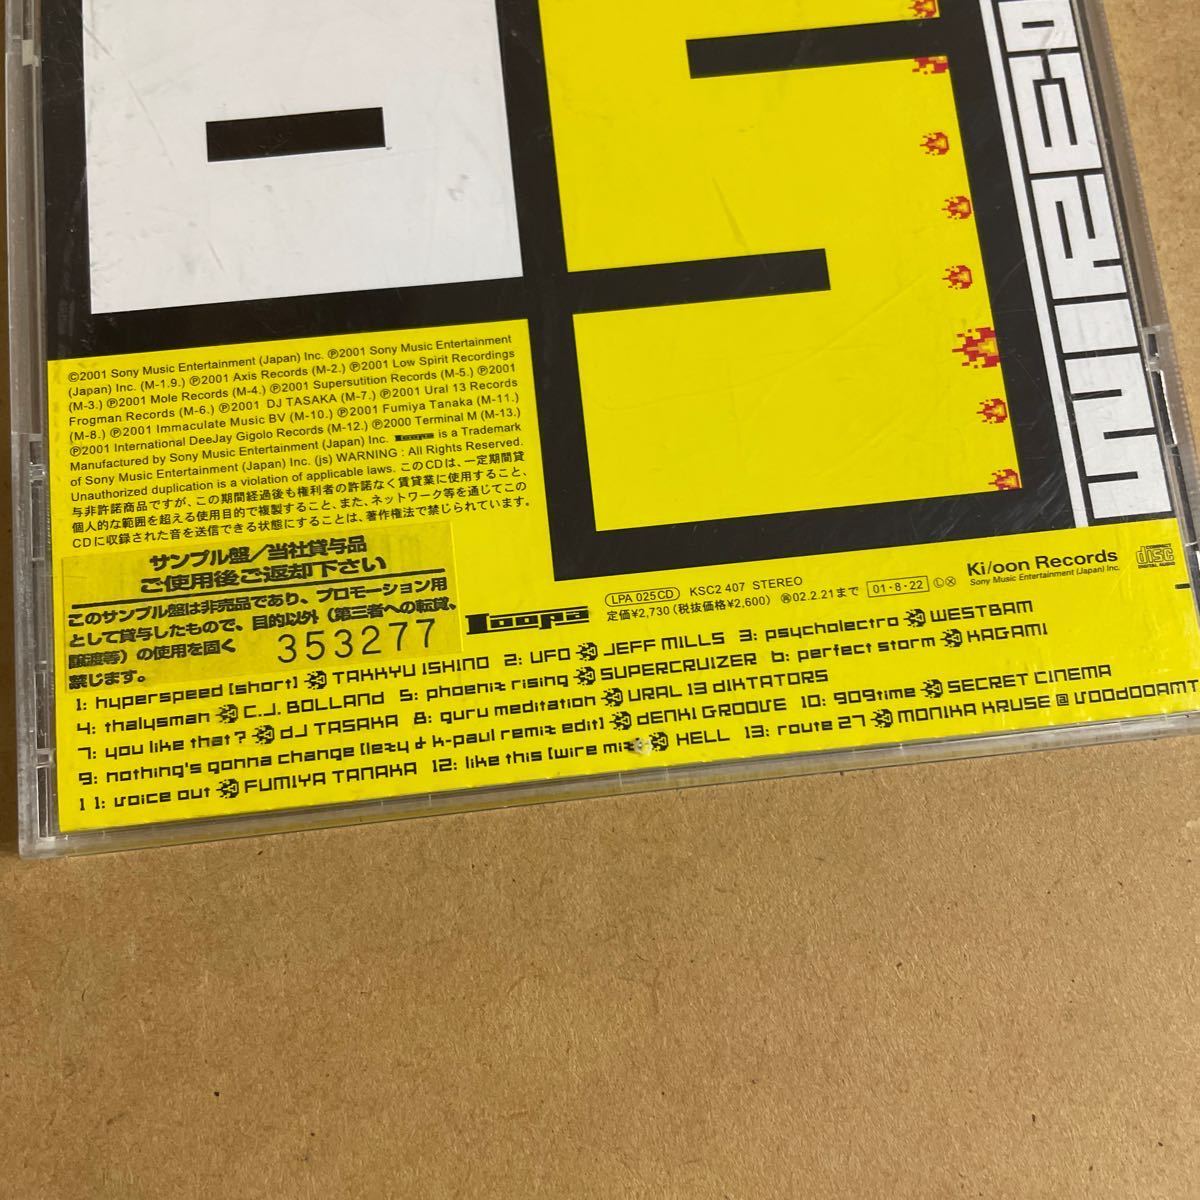 WIRE0
©2001 Sony Music Entertainment (Japan) Inc. ℗2001 Sony Music Entertainment
(Japan) Inc. (M-1.9.) ℗2001 Axis Records (M-2.) ℗2001 Low Spirit Recordings
(M-3.) ℗2001 Mole Records (M-4.) ℗2001 Supersutition Records (M-5.) ℗2001
Frogman Records (M-6.) ℗2001 DJ TASAKA (M-7.) ℗2001 Ural 13 Records
(M-8.) ℗2001 Immaculate Music BV (M-10.) ℗2001 Fumiya Tanaka (M-11.)
℗2001 International DeeJay Gigolo Records (M-12.) ℗2000 Terminal M (M-13.)
Manufactured by Sony Music Entertainment (Japan) Inc. Loopa is a Trademark
of Sony Music Entertainment (Japan) Inc. (js) WARNING : All Rights Reserved.
Unauthorized duplication is a violation of applicable laws. このCDは、一定期間貸
与非許諾商品ですが、この期間経過後も権利者の許諾なく賃貸業に使用すること、
個人的な範囲を超える使用目的で複製すること、また、ネットワーク等を通じてこの
CDに収録された音を送信できる状態にすることは、著作権法で禁じられています。
サンプル盤／当社貸与品
ご使用後ご返却下さい
このサンプル盤は非売品であり、プロモーション用
として貸与したもので、目的以外（第三者への転貸、
譲渡等）の使用を固く
禁じます。
353277
Loopa
LPA 025CD KSC2 407 STEREO
定価¥2,730（税抜価格¥2,600） 再02.2.21まで 01・8・22 Ⓛ Ⓧ
Ki/oon Records
Sony Music Entertainment (Japan) Inc.
COMPACT disc DIGITAL AUDIO
1: hyperspeed [short] TAKKYU ISHINO 2: UFO JEFF MILLS 3: psycholectro WESTBAM
4: thalysman C.J. BOLLANd 5: phoenix rising SUPERCRUIZER 6: perfect storm KAGAMI
7: you like that? dJ TASAKA 8: guru meditation URAL 13 dIKTATORS
9: nothing's gonna change [lezy & k-paul remix edit] dENKI GROOVE 10: 909time SECRET CINEMA
11: voice out FUMIYA TANAKA 12: like this [wire mix] HELL 13: route 27 MONIKA KRUSE @ VOOdOOAMT